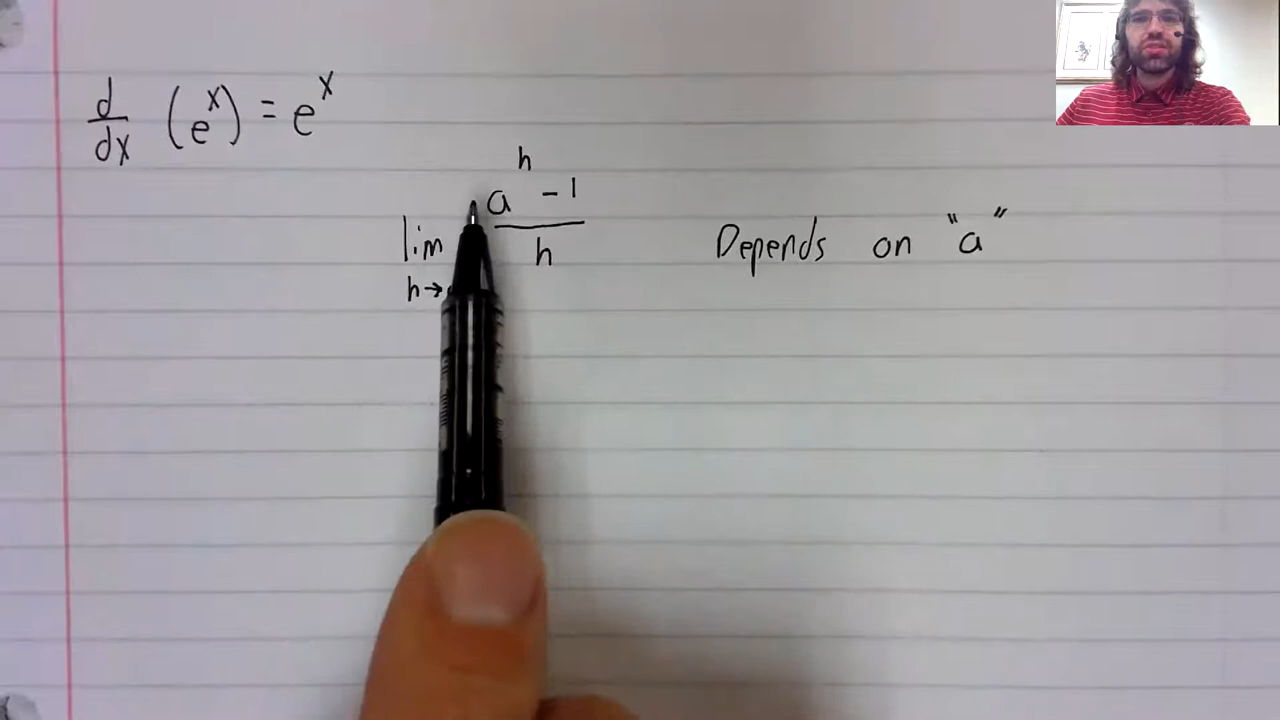 d/dx (e^x) = e^x
lim h→ a^h - 1 / h
Depends on "a"